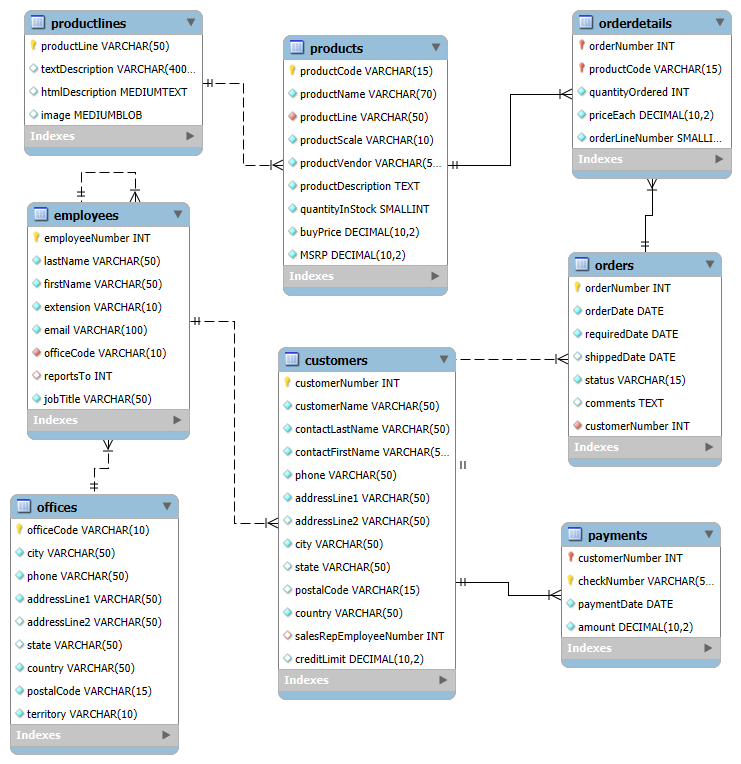 productlines
productLine VARCHAR(50)
textDescription VARCHAR(400...
htmlDescription MEDIUMTEXT
image MEDIUMBLOB
Indexes
products
productCode VARCHAR(15)
productName VARCHAR(70)
productLine VARCHAR(50)
productScale VARCHAR(10)
productVendor VARCHAR(5...
productDescription TEXT
quantityInStock SMALLINT
buyPrice DECIMAL(10,2)
MSRP DECIMAL(10,2)
Indexes
orderdetails
orderNumber INT
productCode VARCHAR(15)
quantityOrdered INT
priceEach DECIMAL(10,2)
orderLineNumber SMALLI...
Indexes
employees
employeeNumber INT
lastName VARCHAR(50)
firstName VARCHAR(50)
extension VARCHAR(10)
email VARCHAR(100)
officeCode VARCHAR(10)
reportsTo INT
jobTitle VARCHAR(50)
Indexes
customers
customerNumber INT
customerName VARCHAR(50)
contactLastName VARCHAR(50)
contactFirstName VARCHAR(5...
phone VARCHAR(50)
addressLine1 VARCHAR(50)
addressLine2 VARCHAR(50)
city VARCHAR(50)
state VARCHAR(50)
postalCode VARCHAR(15)
country VARCHAR(50)
salesRepEmployeeNumber INT
creditLimit DECIMAL(10,2)
Indexes
orders
orderNumber INT
orderDate DATE
requiredDate DATE
shippedDate DATE
status VARCHAR(15)
comments TEXT
customerNumber INT
Indexes
offices
officeCode VARCHAR(10)
city VARCHAR(50)
phone VARCHAR(50)
addressLine1 VARCHAR(50)
addressLine2 VARCHAR(50)
state VARCHAR(50)
country VARCHAR(50)
postalCode VARCHAR(15)
territory VARCHAR(10)
Indexes
payments
customerNumber INT
checkNumber VARCHAR(5...
paymentDate DATE
amount DECIMAL(10,2)
Indexes